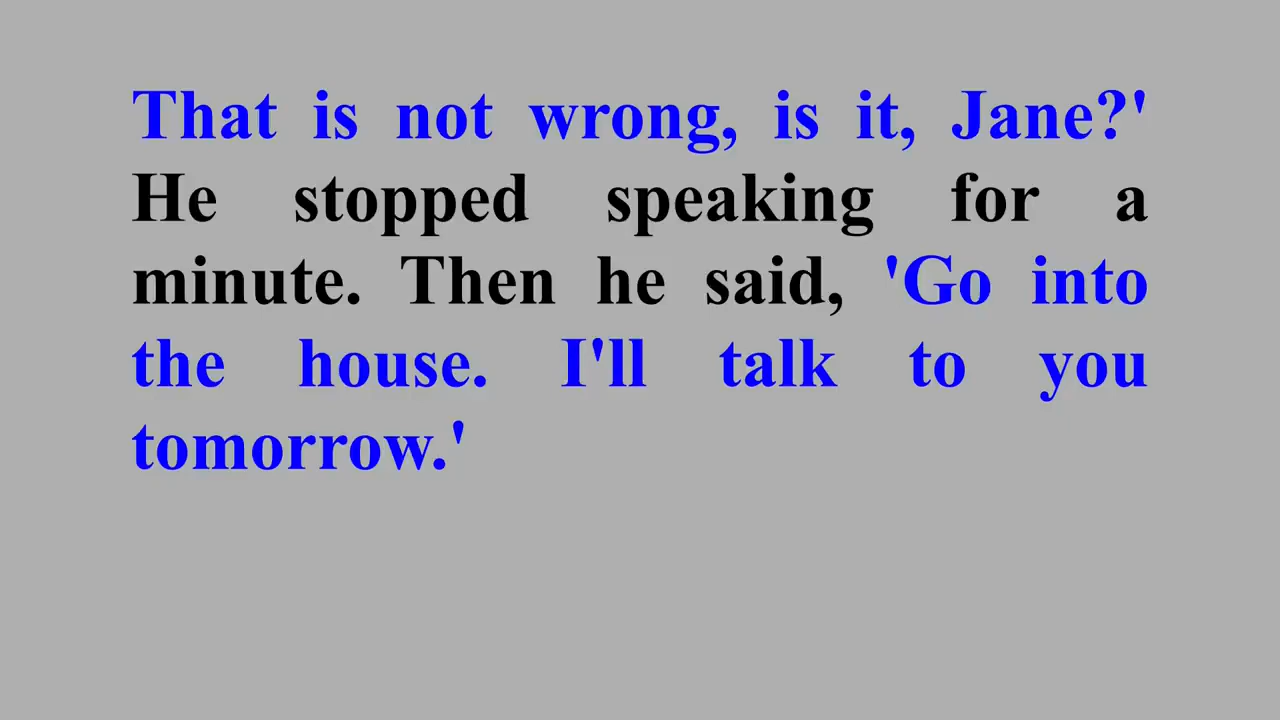 That is not wrong, is it, Jane?'
He stopped speaking for a
minute. Then he said, 'Go into
the house. I'll talk to you
tomorrow.'